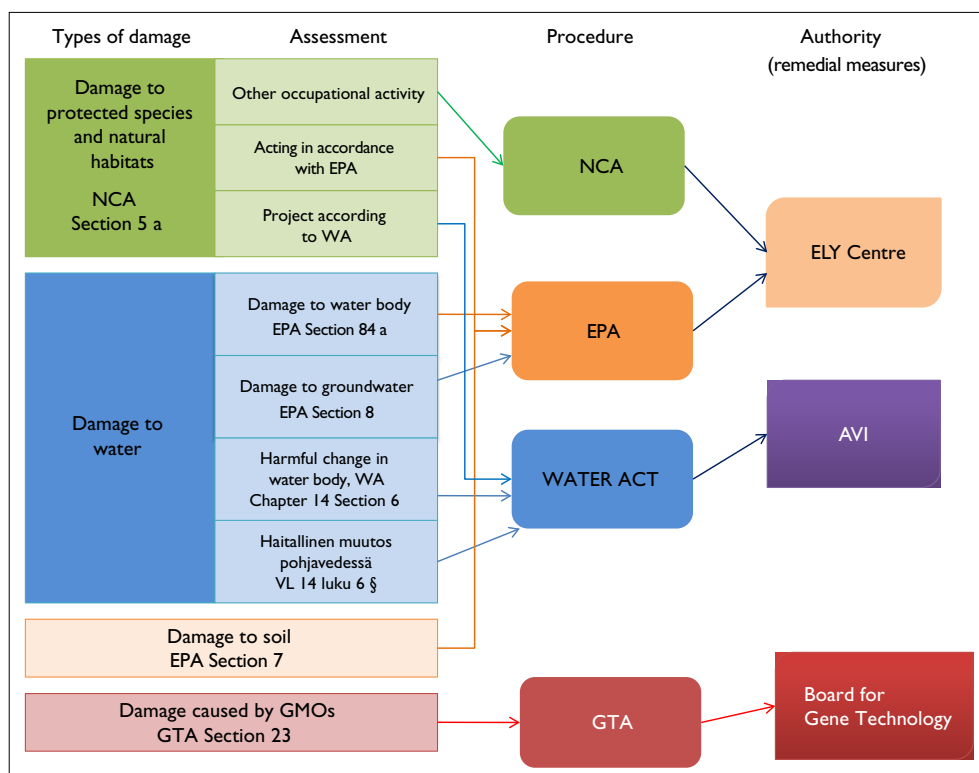 Types of damage
Assessment
Procedure
Authority
(remedial measures)
Damage to
protected species
and natural
habitats
NCA
Section 5 a
Other occupational activity
Acting in accordance
with EPA
Project according
to WA
NCA
ELY Centre
Damage to
water
Damage to water body
EPA Section 84 a
Damage to groundwater
EPA Section 8
Harmful change in
water body, WA
Chapter 14 Section 6
Haitallinen muutos
pohjavedessä
VL 14 luku 6 §
EPA
WATER ACT
AVI
Damage to soil
EPA Section 7
Damage caused by GMOs
GTA Section 23
GTA
Board for
Gene Technology